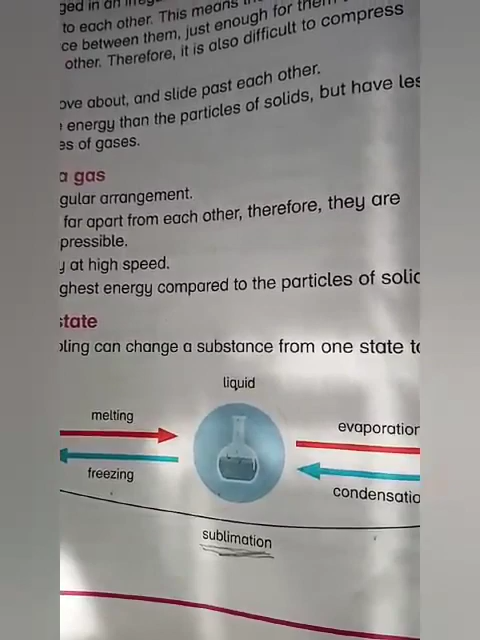 ged in an
to each other. This means
ce between them, just enough for them
other. Therefore, it is also difficult to compress
ove about, and slide past each other.
energy than the particles of solids, but have les
es of gases.
a gas
gular arrangement.
far apart from each other, therefore, they are
pressible.
y at high speed.
ghest energy compared to the particles of solid
state
oling can change a substance from one state to
liquid
melting
evaporation
freezing
condensatio
sublimation